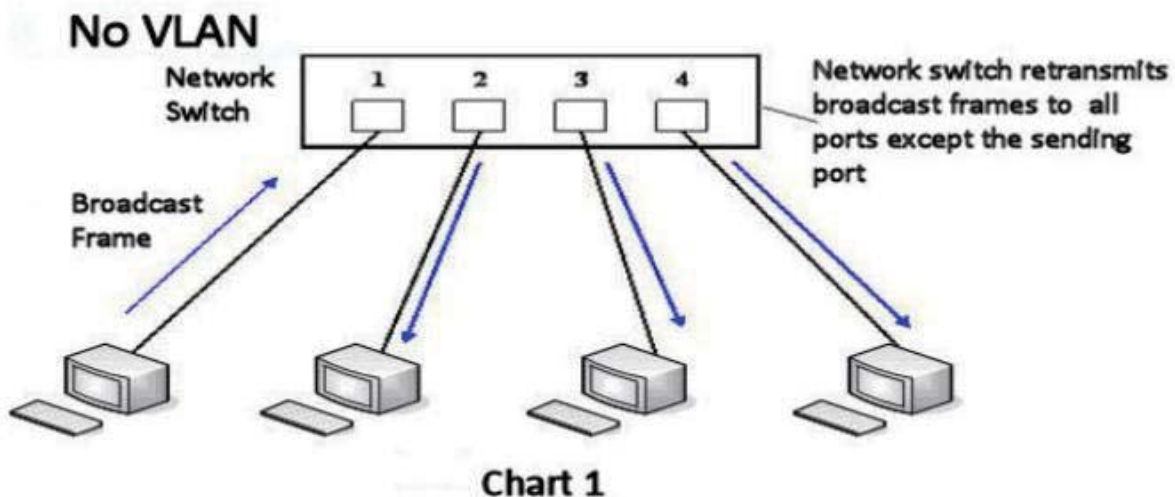 No VLAN
Network
Switch
1 2 3 4
Network switch retransmits
broadcast frames to all
ports except the sending
port
Broadcast
Frame
Chart 1